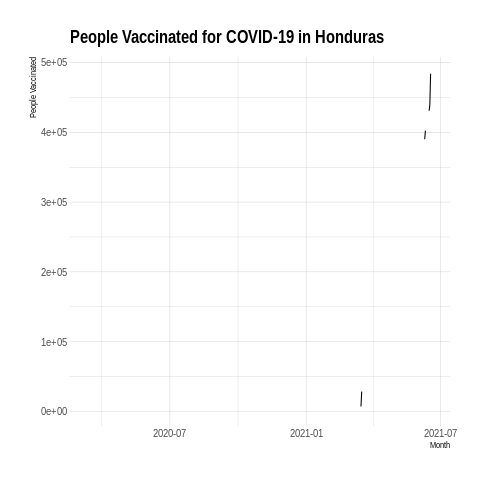 People Vaccinated for COVID-19 in Honduras
People Vaccinated
5e+05
4e+05
3e+05
2e+05
1e+05
0e+00
2020-07
2021-01
2021-07
Month